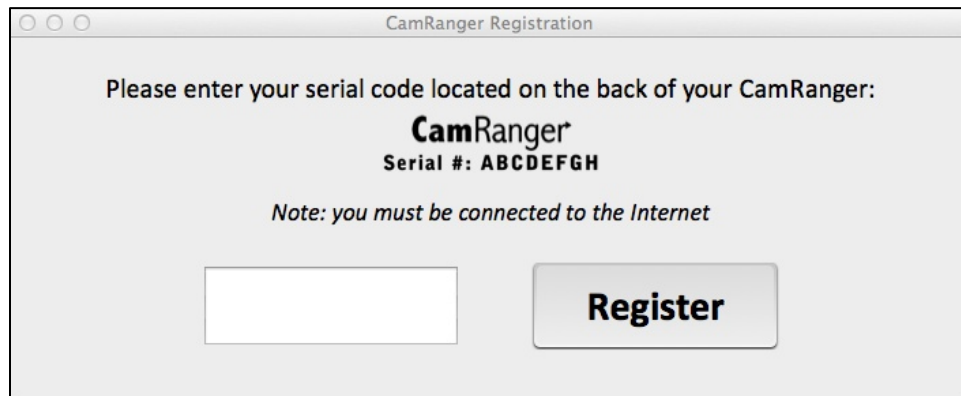 CamRanger Registration
Please enter your serial code located on the back of your CamRanger:
CamRanger
Serial #: ABCDEFGH
Note: you must be connected to the Internet
Register